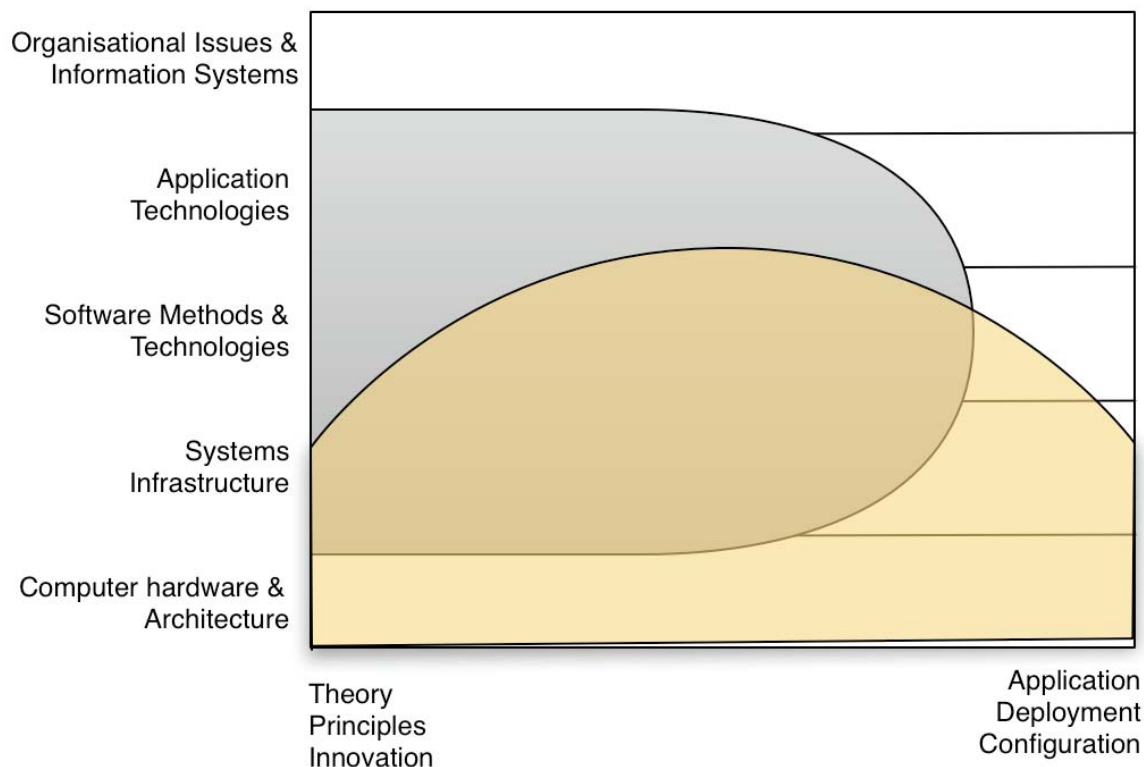 Organisational Issues &
Information Systems
Application
Technologies
Software Methods &
Technologies
Systems
Infrastructure
Computer hardware &
Architecture
Theory
Principles
Innovation
Application
Deployment
Configuration